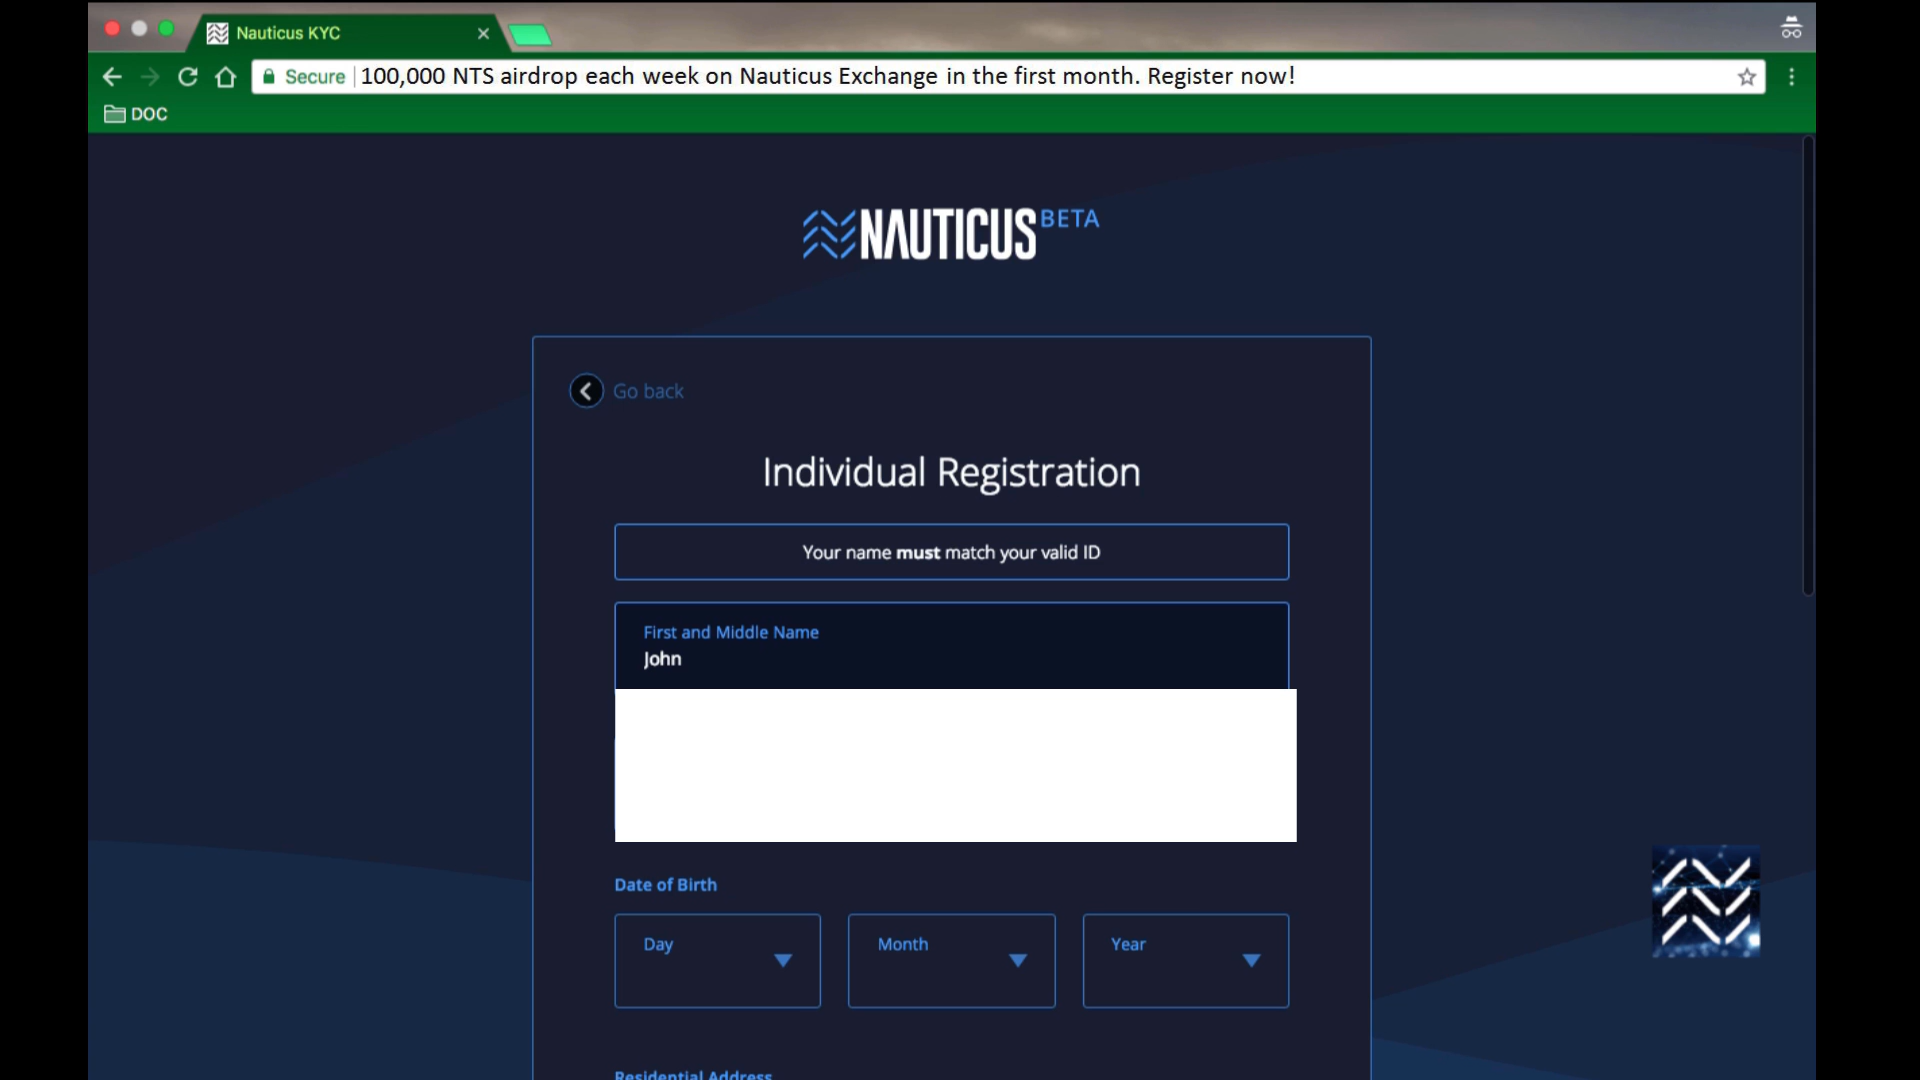 Nauticus KYC
Secure 100,000 NTS airdrop each week on Nauticus Exchange in the first month. Register now!
DOC
NAUTICUS BETA
Go back
Individual Registration
Your name must match your valid ID
First and Middle Name
John
Date of Birth
Day Month Year
Residential Address